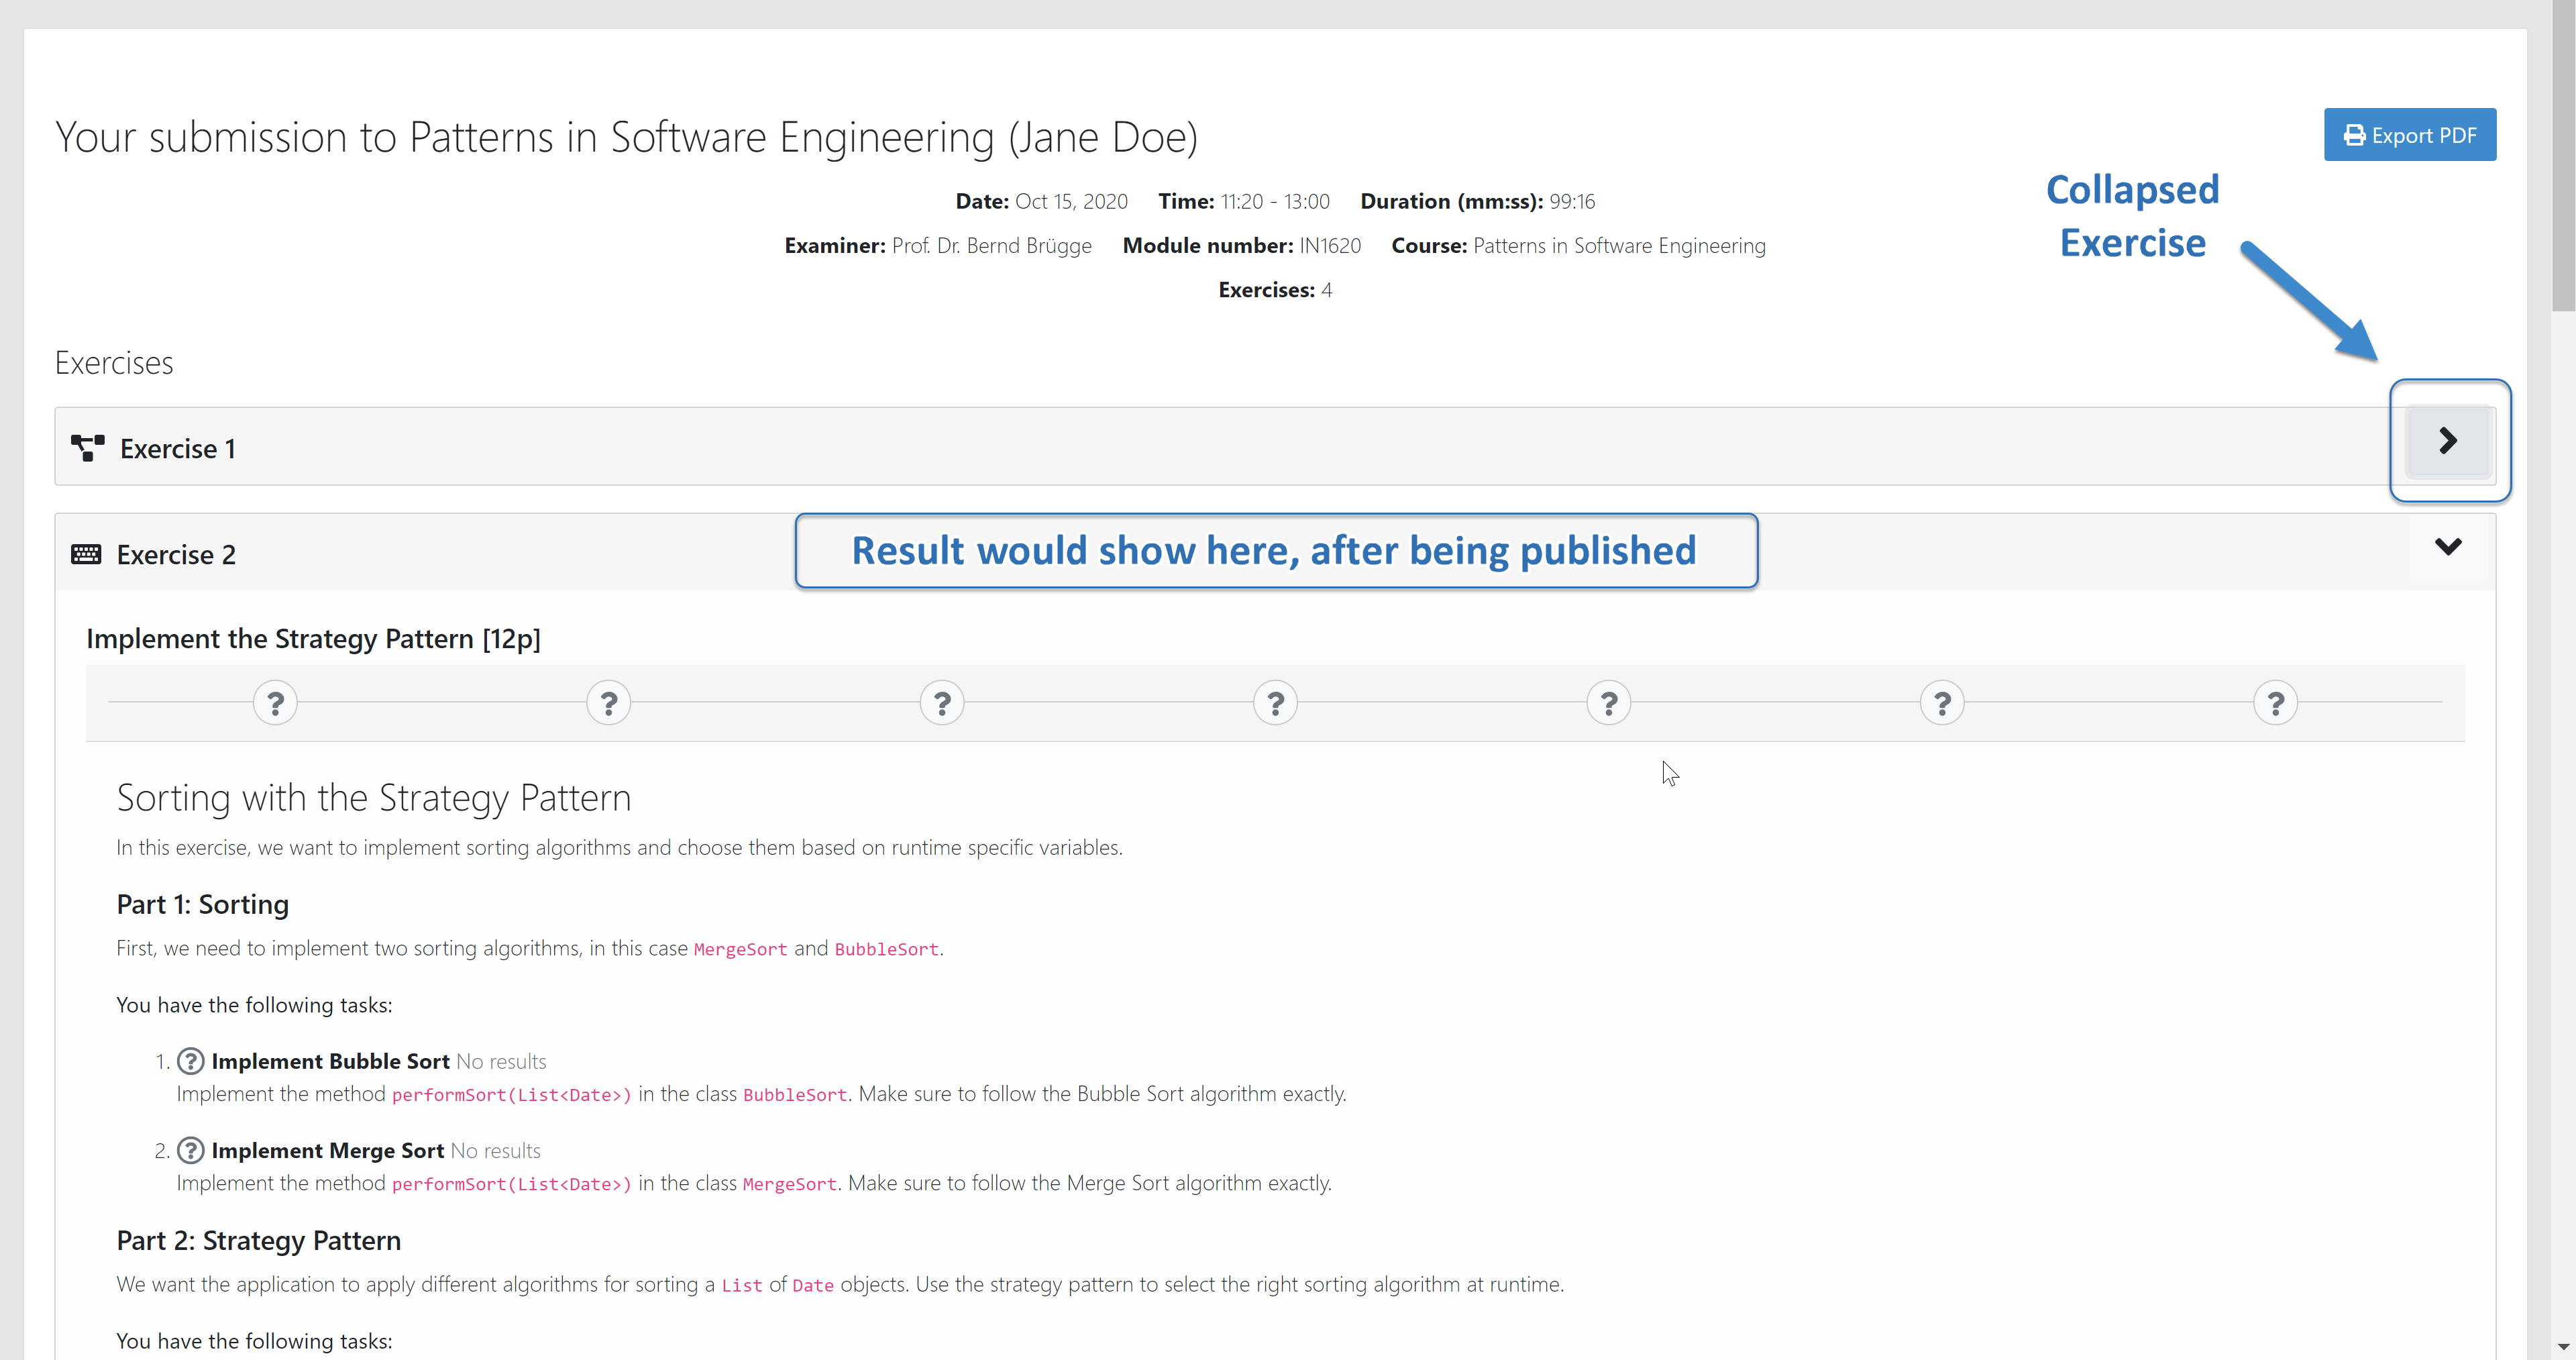 Your submission to Patterns in Software Engineering (Jane Doe)
Export PDF
Collapsed
Exercise
Date: Oct 15, 2020 Time: 11:20 - 13:00 Duration (mm:ss): 99:16
Examiner: Prof. Dr. Bernd Brügge Module number: IN1620 Course: Patterns in Software Engineering
Exercises: 4
Exercises
Exercise 1
Exercise 2
Result would show here, after being published
Implement the Strategy Pattern [12p]
? ? ? ? ? ? ?
Sorting with the Strategy Pattern
In this exercise, we want to implement sorting algorithms and choose them based on runtime specific variables.
Part 1: Sorting
First, we need to implement two sorting algorithms, in this case MergeSort and BubbleSort.
You have the following tasks:
1. ? Implement Bubble Sort No results
Implement the method performSort(List<Date>) in the class BubbleSort. Make sure to follow the Bubble Sort algorithm exactly.
2. ? Implement Merge Sort No results
Implement the method performSort(List<Date>) in the class MergeSort. Make sure to follow the Merge Sort algorithm exactly.
Part 2: Strategy Pattern
We want the application to apply different algorithms for sorting a List of Date objects. Use the strategy pattern to select the right sorting algorithm at runtime.
You have the following tasks: